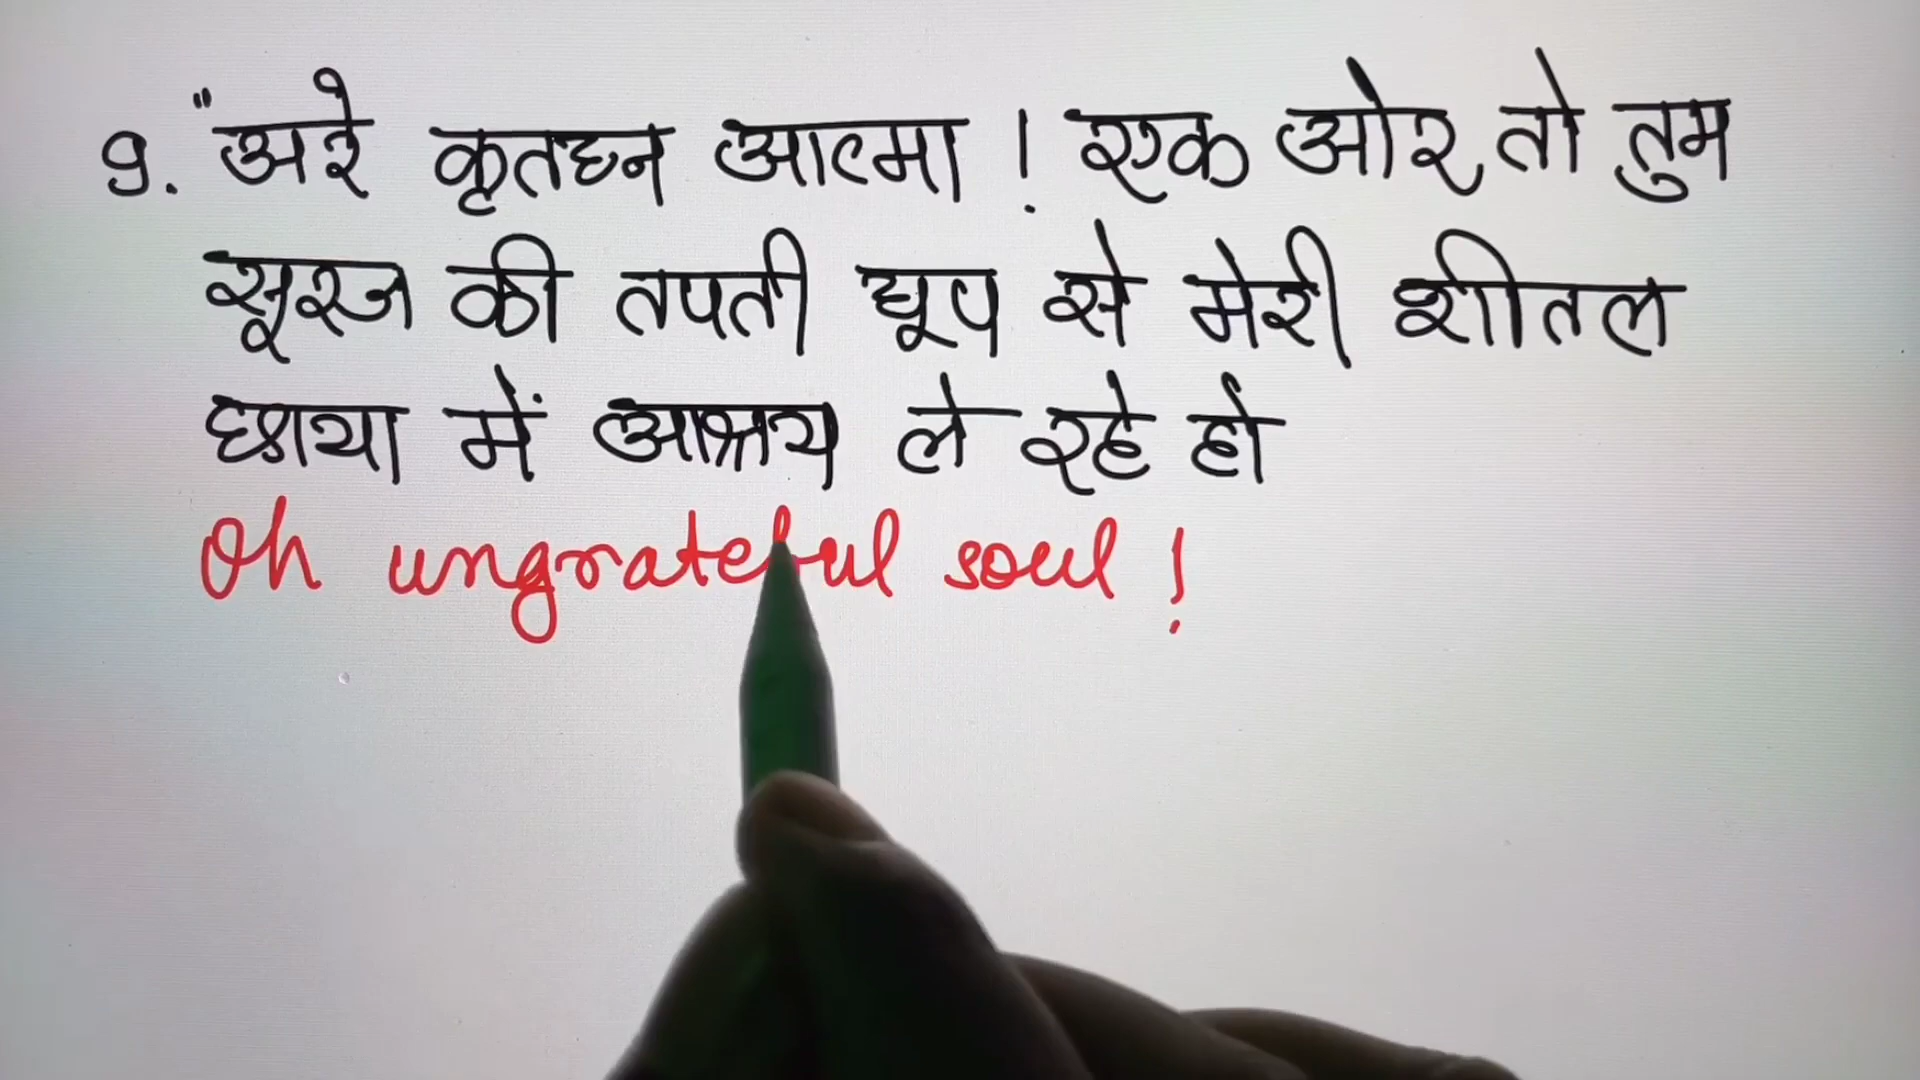 9. "अरे कृतघ्न आत्मा ! एक ओर तो तुम
सूरज की तपती धूप से मेरी शीतल
छाया में आश्रय ले रहे हो
Oh ungrateful soul !